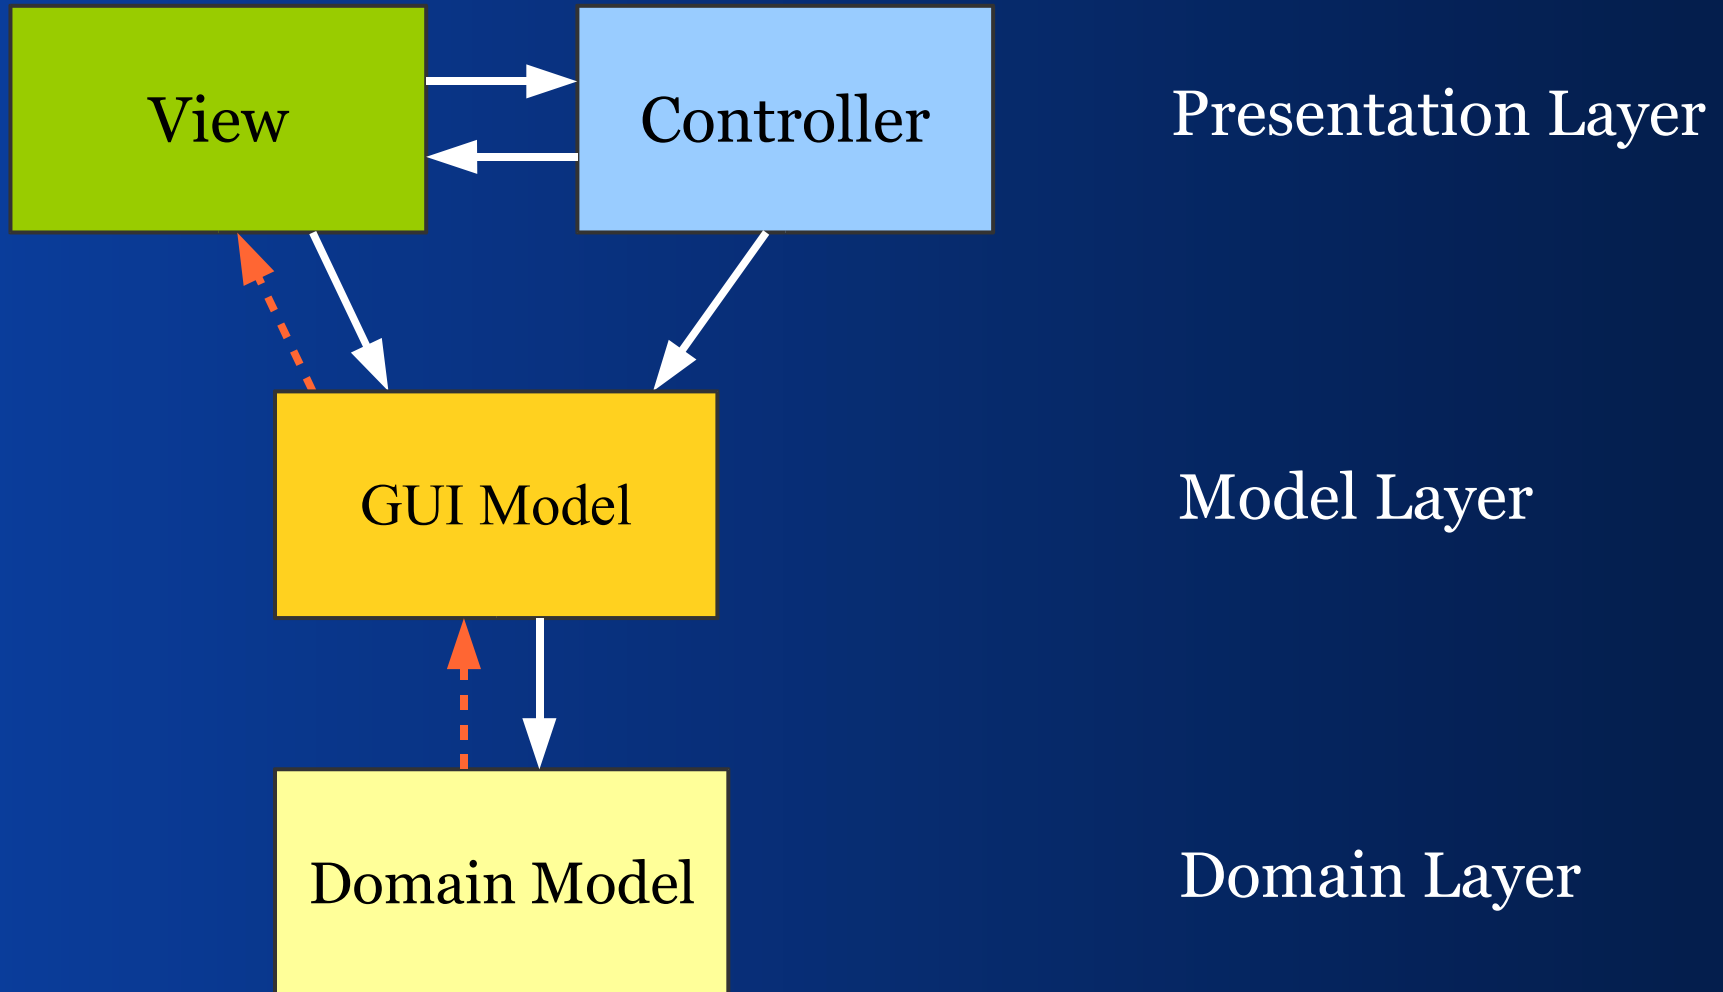 View
Controller
Presentation Layer
GUI Model
Model Layer
Domain Model
Domain Layer